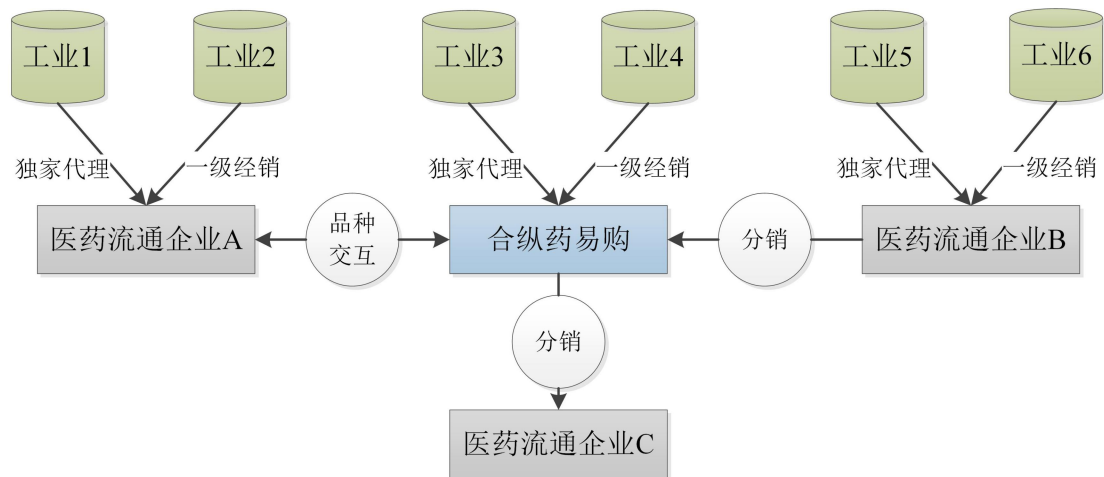 工业1
工业2
工业3
工业4
工业5
工业6
独家代理
一级经销
独家代理
一级经销
独家代理
一级经销
医药流通企业A
品种
交互
合纵药易购
分销
医药流通企业B
分销
医药流通企业C